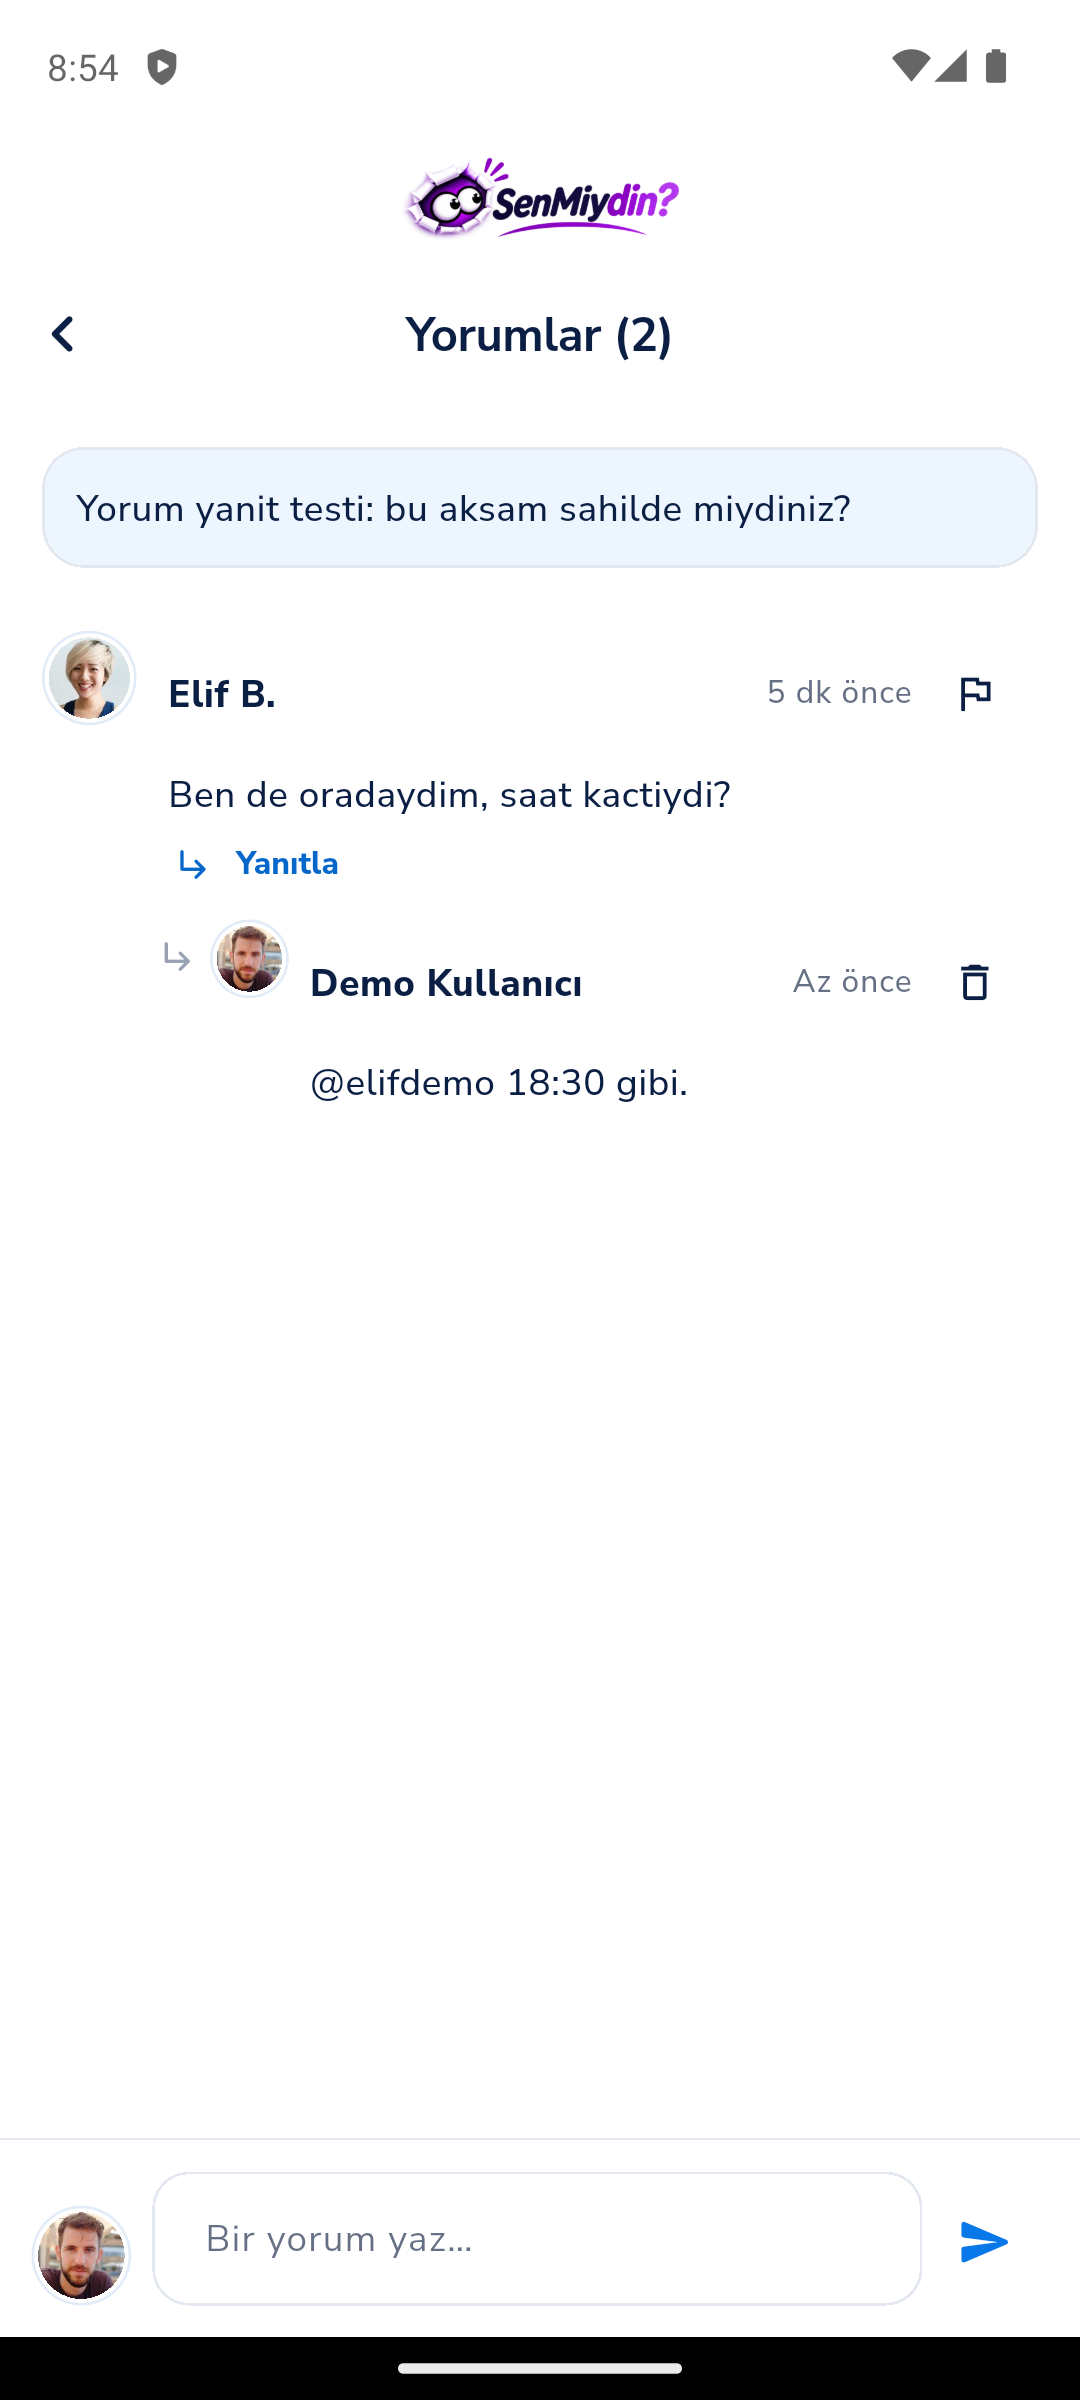 8:54
SenMiydin?
Yorumlar (2)
Yorum yanit testi: bu aksam sahilde miydiniz?
Elif B.
5 dk önce
Ben de oradaydim, saat kactiydi?
Yanıtla
Demo Kullanıcı
Az önce
@elifdemo 18:30 gibi.
Bir yorum yaz...